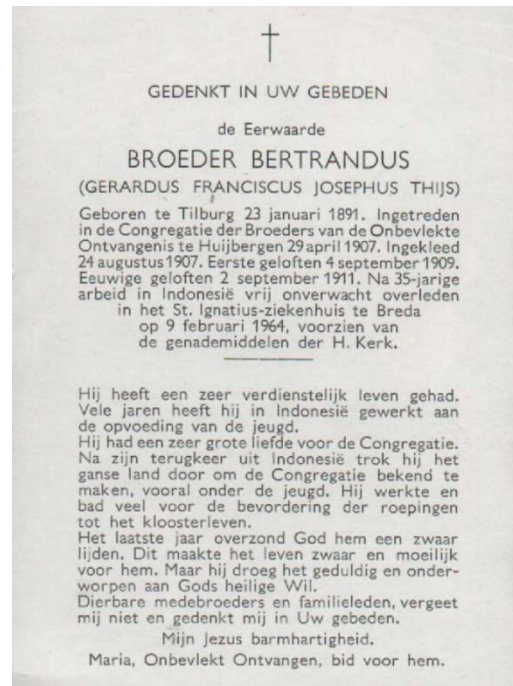 GEDENKT IN UW GEBEDEN
de Eerwaarde
BROEDER BERTRANDUS
(GERARDUS FRANCISCUS JOSEPHUS THIJS)
Geboren te Tilburg 23 januari 1891. Ingetreden
in de Congregatie der Broeders van de Onbevlekte
Ontvangenis te Huijbergen 29 april 1907. Ingekleed
24 augustus 1907. Eerste geloften 4 september 1909.
Eeuwige geloften 2 september 1911. Na 35-jarige
arbeid in Indonesië vrij onverwacht overleden
in het St. Ignatius-ziekenhuis te Breda
op 9 februari 1964, voorzien van
de genademiddelen der H. Kerk.
Hij heeft een zeer verdienstelijk leven gehad.
Vele jaren heeft hij in Indonesië gewerkt aan
de opvoeding van de jeugd.
Hij had een zeer grote liefde voor de Congregatie.
Na zijn terugkeer uit Indonesië trok hij het
ganse land door om de Congregatie bekend te
maken, vooral onder de jeugd. Hij werkte en
bad veel voor de bevordering der roepingen
tot het kloosterleven.
Het laatste jaar overzond God hem een zwaar
lijden. Dit maakte het leven zwaar en moeilijk
voor hem. Maar hij droeg het geduldig en onder-
worpen aan Gods heilige Wil.
Dierbare medebroeders en familieleden, vergeet
mij niet en gedenkt mij in Uw gebeden.
Mijn Jezus barmhartigheid.
Maria, Onbevlekt Ontvangen, bid voor hem.